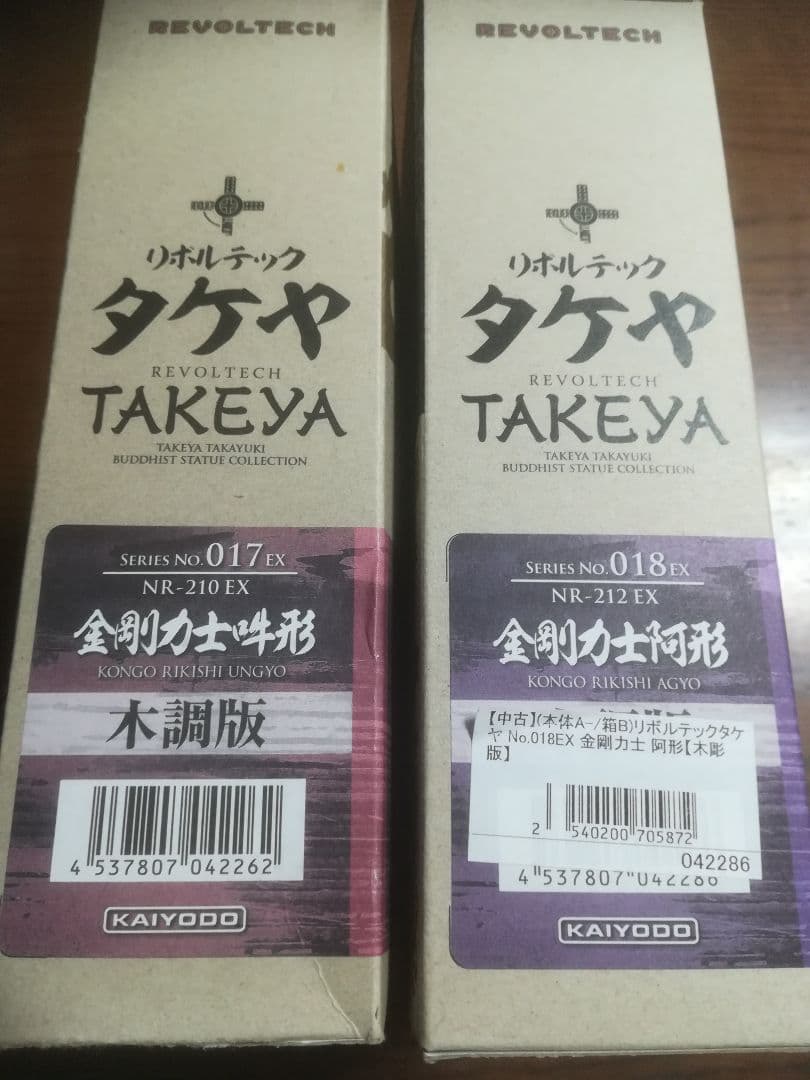 REVOLTECH
リボルテック
タケヤ
REVOLTECH
TAKEYA
TAKEYA TAKAYUKI
BUDDHIST STATUE COLLECTION
SERIES No.017 EX
NR-210 EX
金剛力士吽形
KONGO RIKISHI UNGYO
木調版
4 537807 042262
KAIYODO
REVOLTECH
リボルテック
タケヤ
REVOLTECH
TAKEYA
TAKEYA TAKAYUKI
BUDDHIST STATUE COLLECTION
SERIES No.018 EX
NR-212 EX
金剛力士阿形
KONGO RIKISHI AGYO
【中古】(本体A-/箱B)リボルテックタケ
ヤ No.018EX 金剛力士 阿形【木彫
版】
2 540200 705872
042286
4 537807 042286
KAIYODO